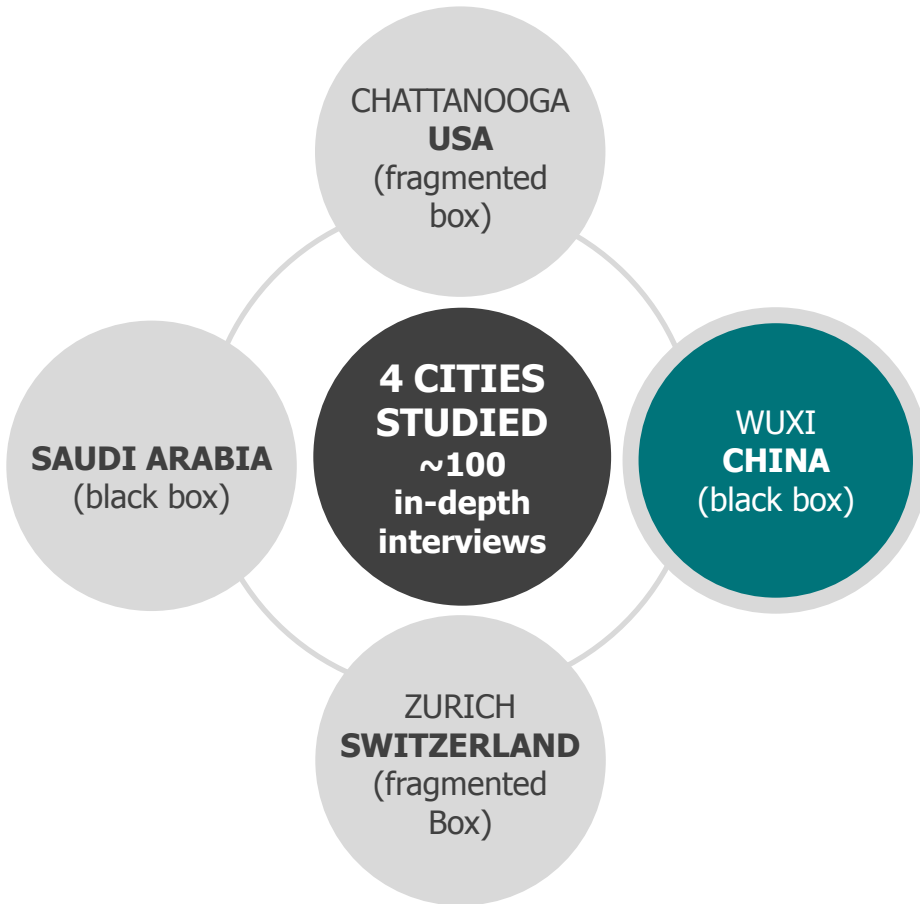 CHATTANOOGA
USA
(fragmented
box)
4 CITIES
STUDIED
~100
in-depth
interviews
SAUDI ARABIA
(black box)
WUXI
CHINA
(black box)
ZURICH
SWITZERLAND
(fragmented
Box)